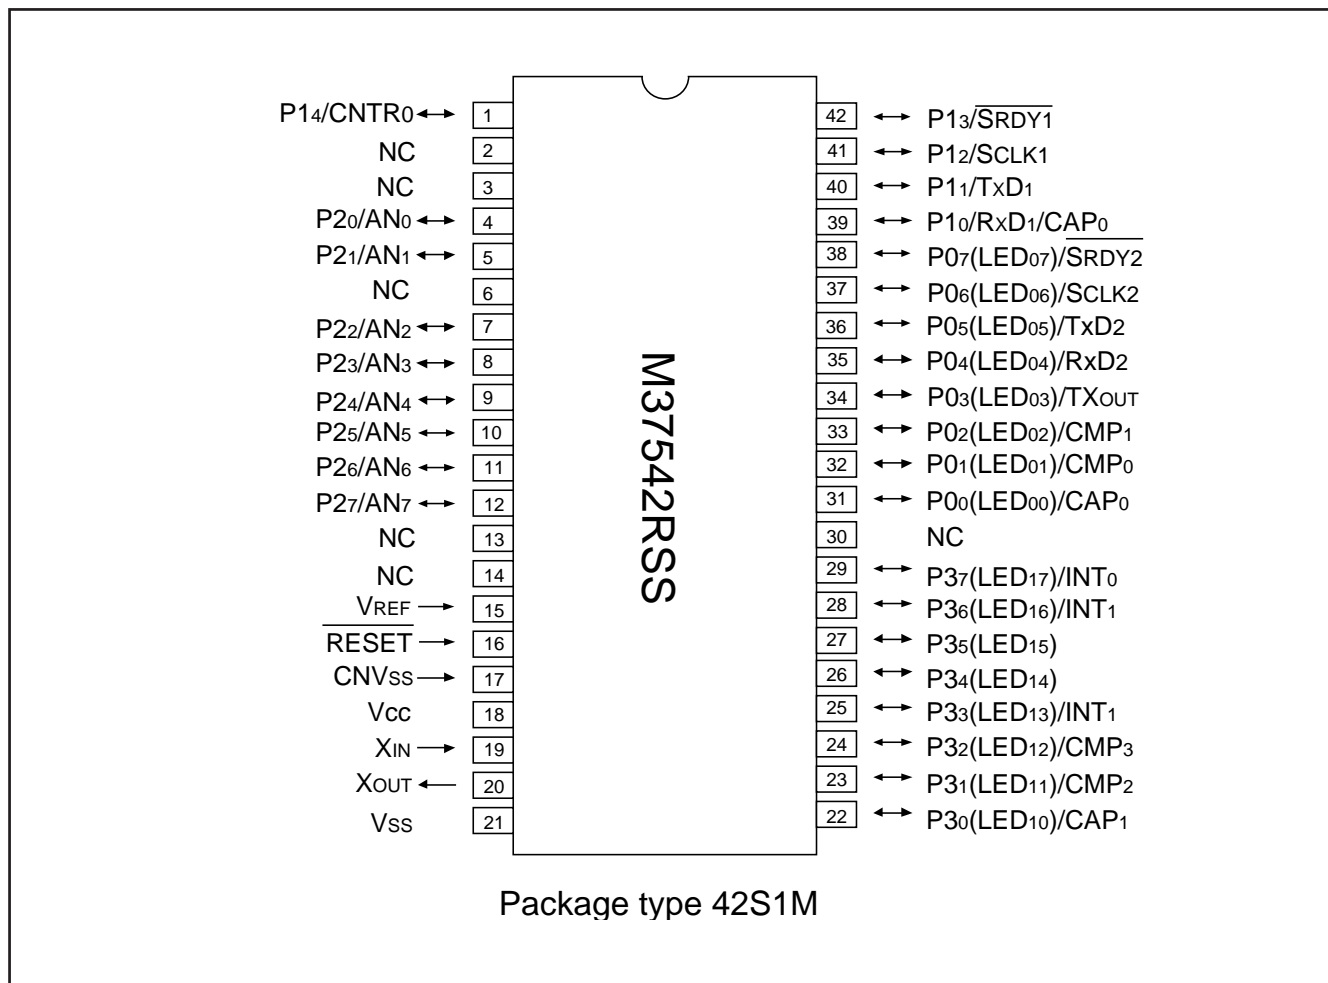 P14/CNTR0 1
NC 2
NC 3
P20/AN0 4
P21/AN1 5
NC 6
P22/AN2 7
P23/AN3 8
P24/AN4 9
P25/AN5 10
P26/AN6 11
P27/AN7 12
NC 13
NC 14
VREF 15
RESET 16
CNVSS 17
Vcc 18
XIN 19
XOUT 20
VSS 21
M37542RSS
42 P13/SRDY1
41 P12/SCLK1
40 P11/TXD1
39 P10/RXD1/CAP0
38 P07(LED07)/SRDY2
37 P06(LED06)/SCLK2
36 P05(LED05)/TxD2
35 P04(LED04)/RxD2
34 P03(LED03)/TXOUT
33 P02(LED02)/CMP1
32 P01(LED01)/CMP0
31 P00(LED00)/CAP0
30 NC
29 P37(LED17)/INT0
28 P36(LED16)/INT1
27 P35(LED15)
26 P34(LED14)
25 P33(LED13)/INT1
24 P32(LED12)/CMP3
23 P31(LED11)/CMP2
22 P30(LED10)/CAP1
Package type 42S1M